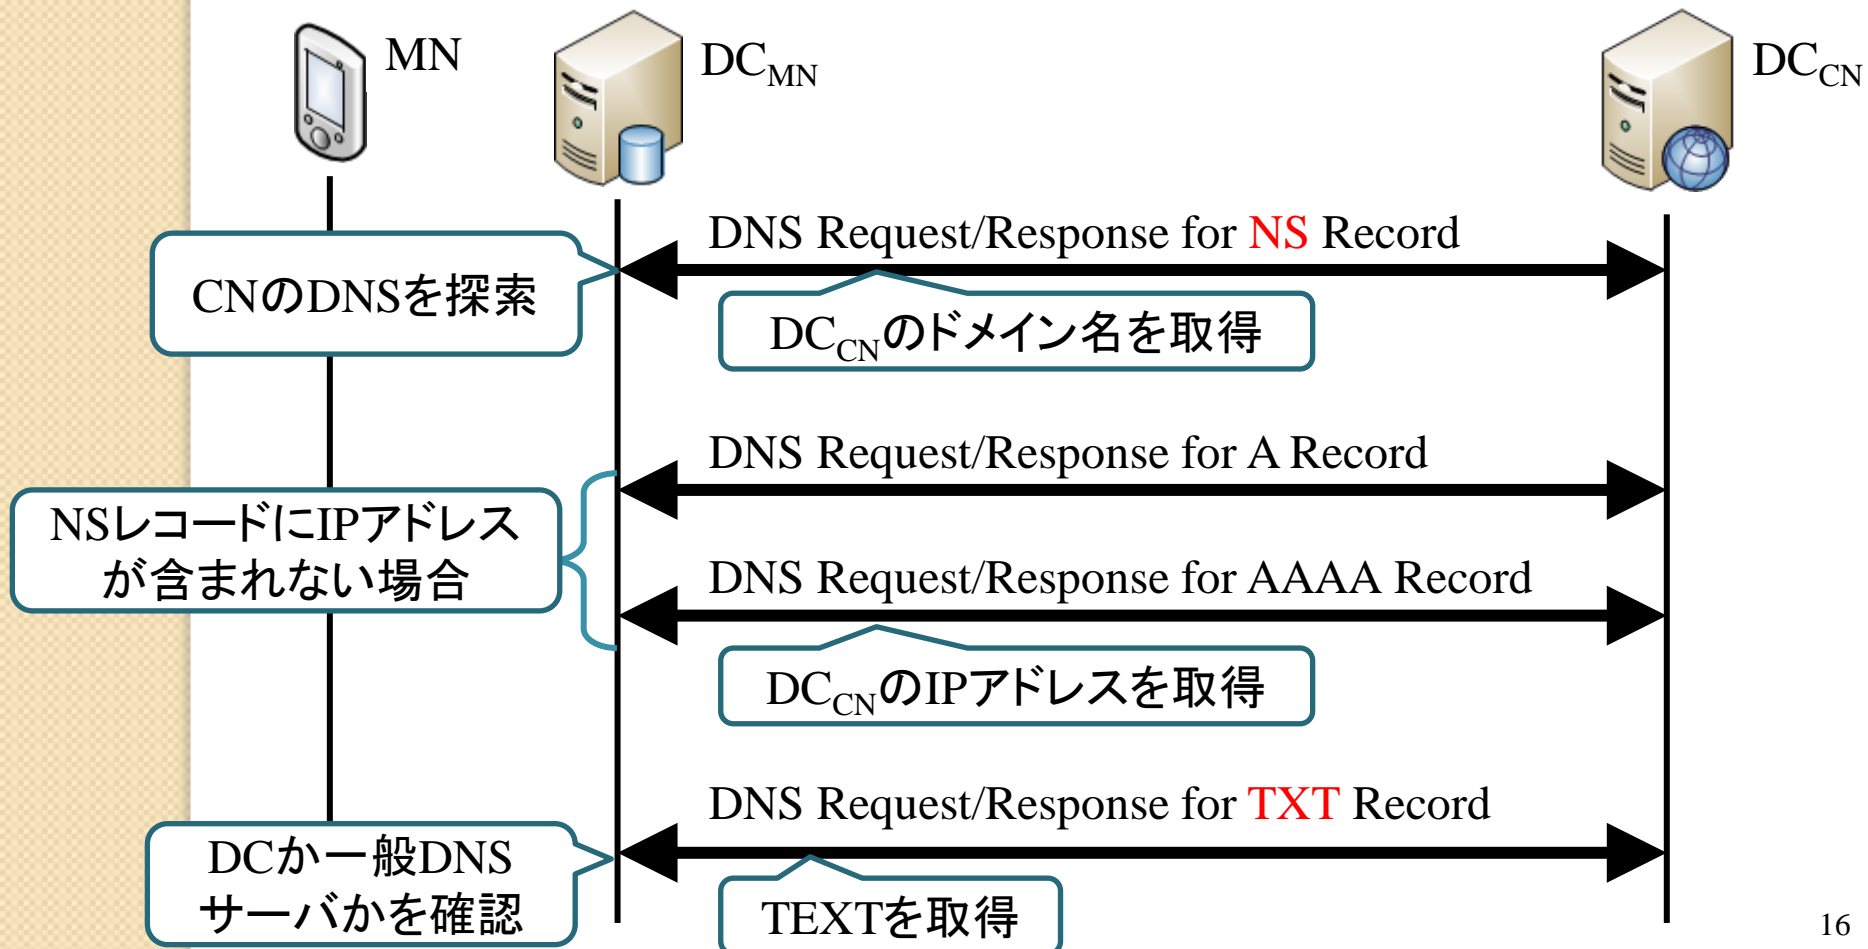 MN
DC_MN
DC_CN
DNS Request/Response for NS Record
CNのDNSを探索
DC_CNのドメイン名を取得
DNS Request/Response for A Record
NSレコードにIPアドレス
が含まれない場合
DNS Request/Response for AAAA Record
DC_CNのIPアドレスを取得
DNS Request/Response for TXT Record
DCか一般DNS
サーバかを確認
TEXTを取得
16